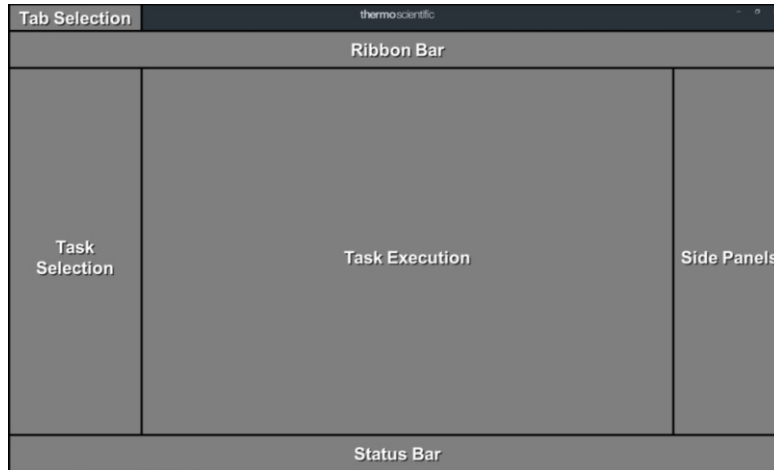 Tab Selection
thermoscientific
Ribbon Bar
Task
Selection
Task Execution
Side Panels
Status Bar